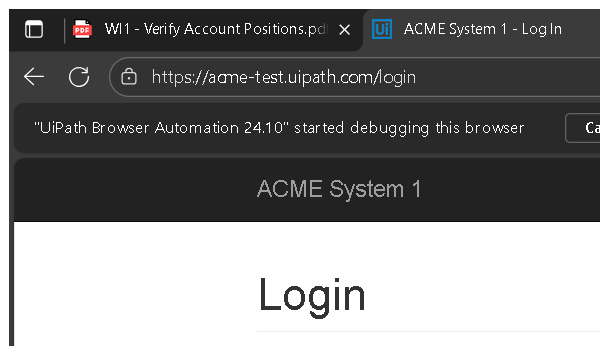 PDF WI1 - Verify Account Positions.pdf Ui ACME System 1 - Log In
https://acme-test.uipath.com/login
"UiPath Browser Automation 24.10" started debugging this browser Ca
ACME System 1
Login